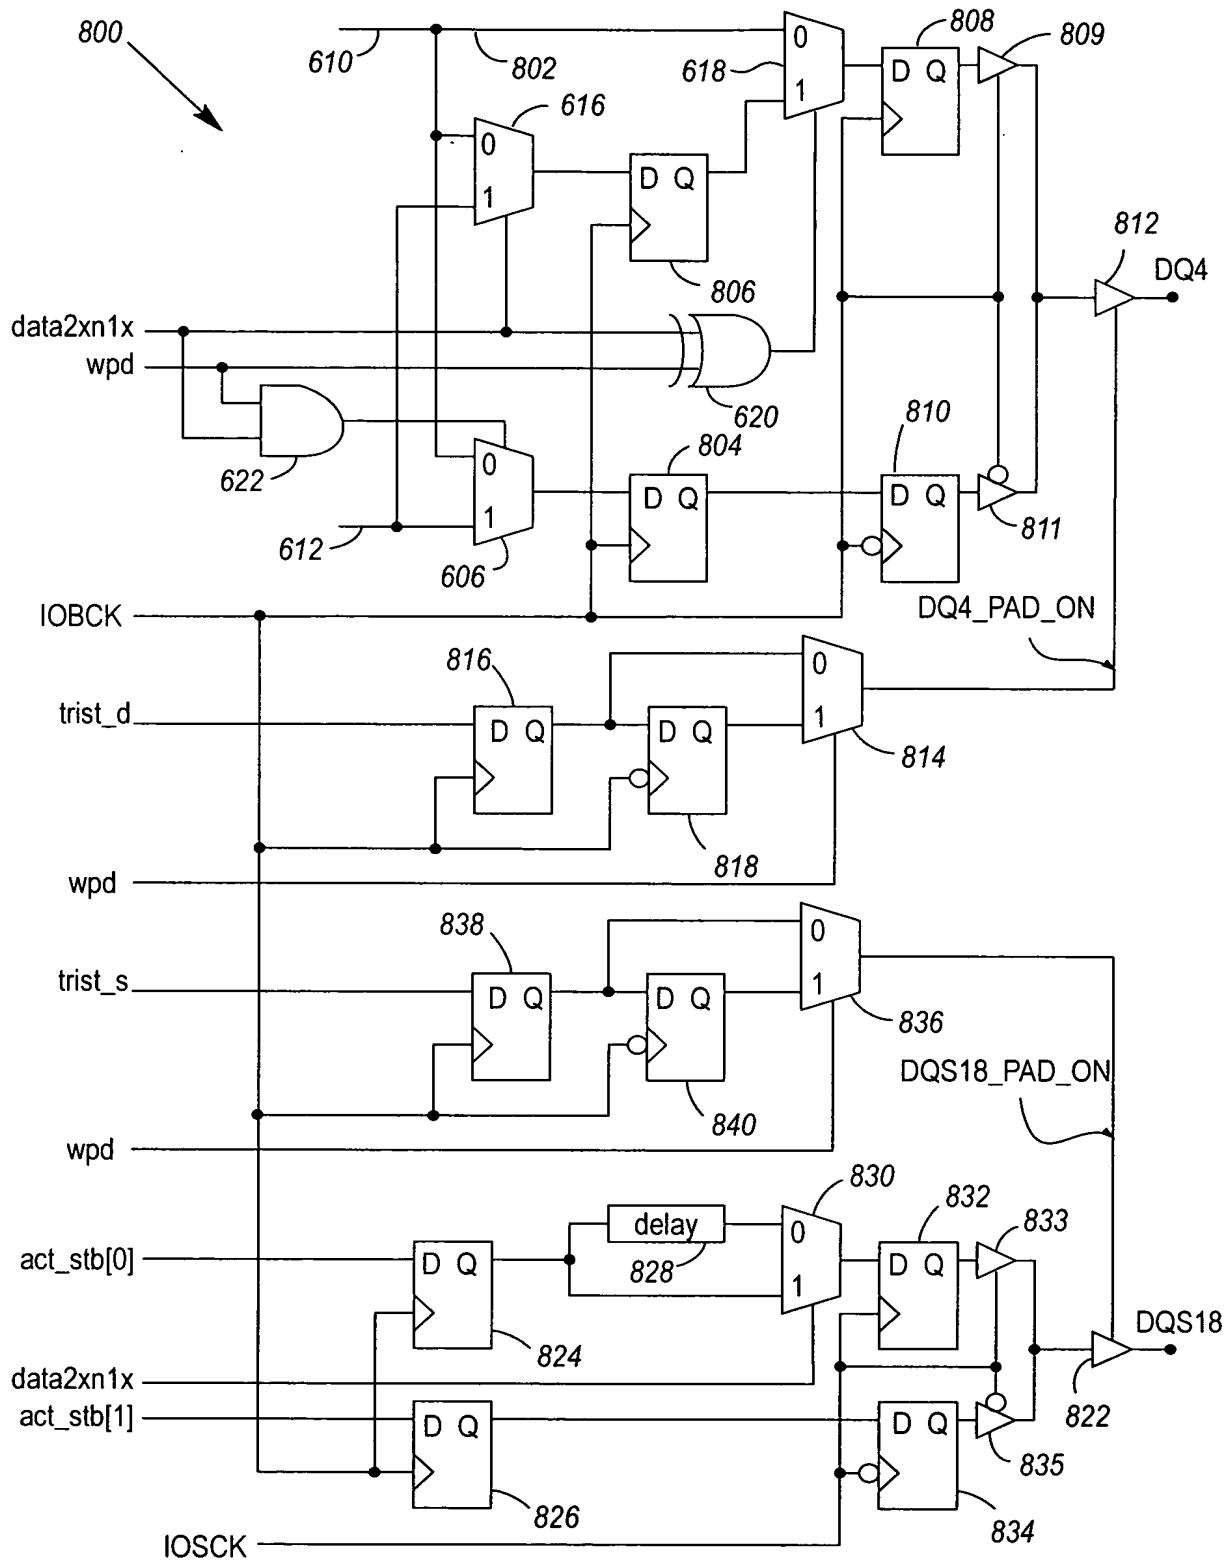 800
610
802
618
0
1
808
D Q
809
616
0
1
D Q
806
812
DQ4
data2xn1x
wpd
620
622
0
1
606
804
D Q
810
D Q
811
612
IOBCK
DQ4_PAD_ON
816
trist_d
D Q
D Q
818
0
1
814
wpd
838
trist_s
D Q
D Q
840
0
1
836
DQS18_PAD_ON
wpd
830
832
833
act_stb[0]
D Q
824
delay
828
0
1
D Q
DQS18
822
data2xn1x
act_stb[1]
D Q
826
D Q
835
834
IOSCK